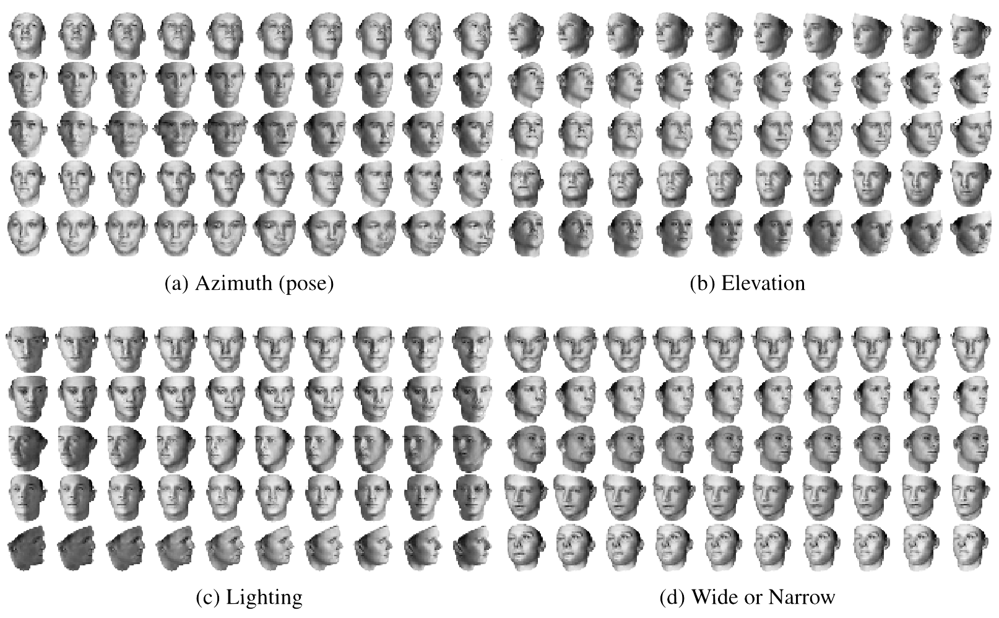 (a) Azimuth (pose)
(b) Elevation
(c) Lighting
(d) Wide or Narrow